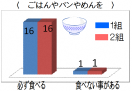 ( ごはんやパンやめんを )
16
16
1
1
1組
2組
必ず食べる
食べない事がある